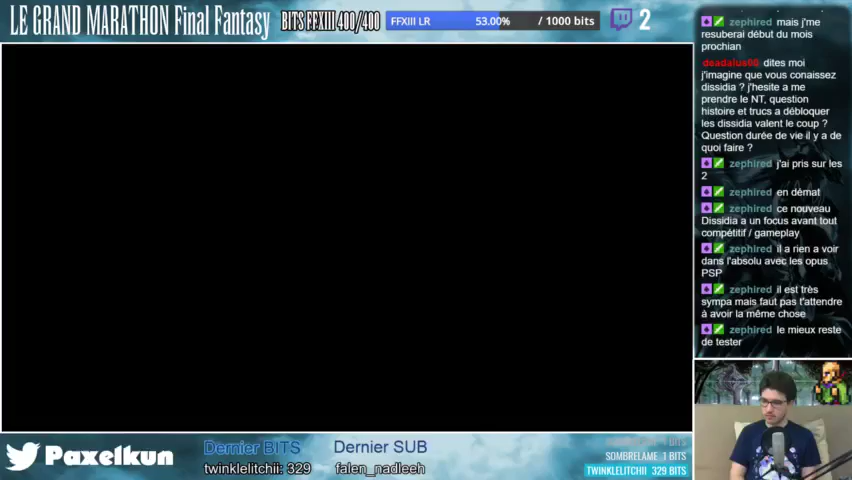 LE GRAND MARATHON Final Fantasy
BITS FFXIII 400/400
FFXIII LR 53.00% / 1000 bits
2
zephired mais j'me
resuberai début du mois
prochian
deadalus00 dites moi
j'imagine que vous conaissez
dissidia ? j'hesite a me
prendre le NT, question
histoire et trucs a débloquer
les dissidia valent le coup ?
Question durée de vie il y a de
quoi faire ?
zephired j'ai pris sur les
2
zephired en démat
zephired ce nouveau
Dissidia a un focus avant tout
compétitif / gameplay
zephired il a rien a voir
dans l'absolu avec les opus
PSP
zephired il est très
sympa mais faut pas t'attendre
à avoir la même chose
zephired le mieux reste
de tester
Paxelkun
Dernier BITS
twinklelitchii: 329
Dernier SUB
falen_nadleeh
1 BITS
SOMBRELAME 1 BITS
TWINKLELITCHII 329 BITS